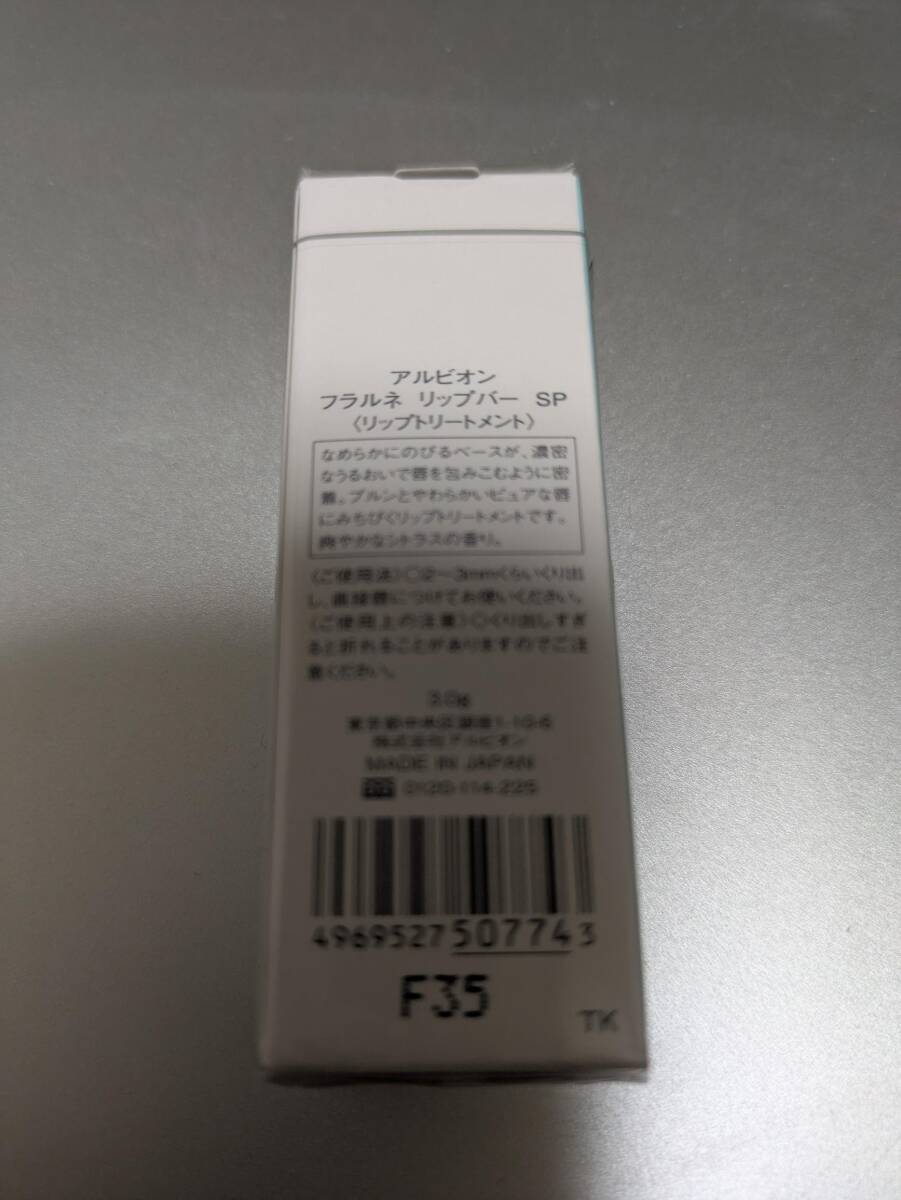 アルビオン
フラルネ リップバー SP
〈リップトリートメント〉
なめらかにのびるベースが、濃密
なうるおいで唇を包みこむように密
着。プルンとやわらかいピュアな唇
にみちびくリップトリートメントです。
爽やかなシトラスの香り。
〈ご使用法〉○2〜3mmくらいくり出
し、直接唇につけてお使いください。
〈ご使用上の注意〉○くり出しすぎ
ると折れることがありますのでご注
意ください。
3.0g
東京都中央区銀座1-10-6
株式会社アルビオン
MADE IN JAPAN
0120-114-225
4969527507743
F35
TK